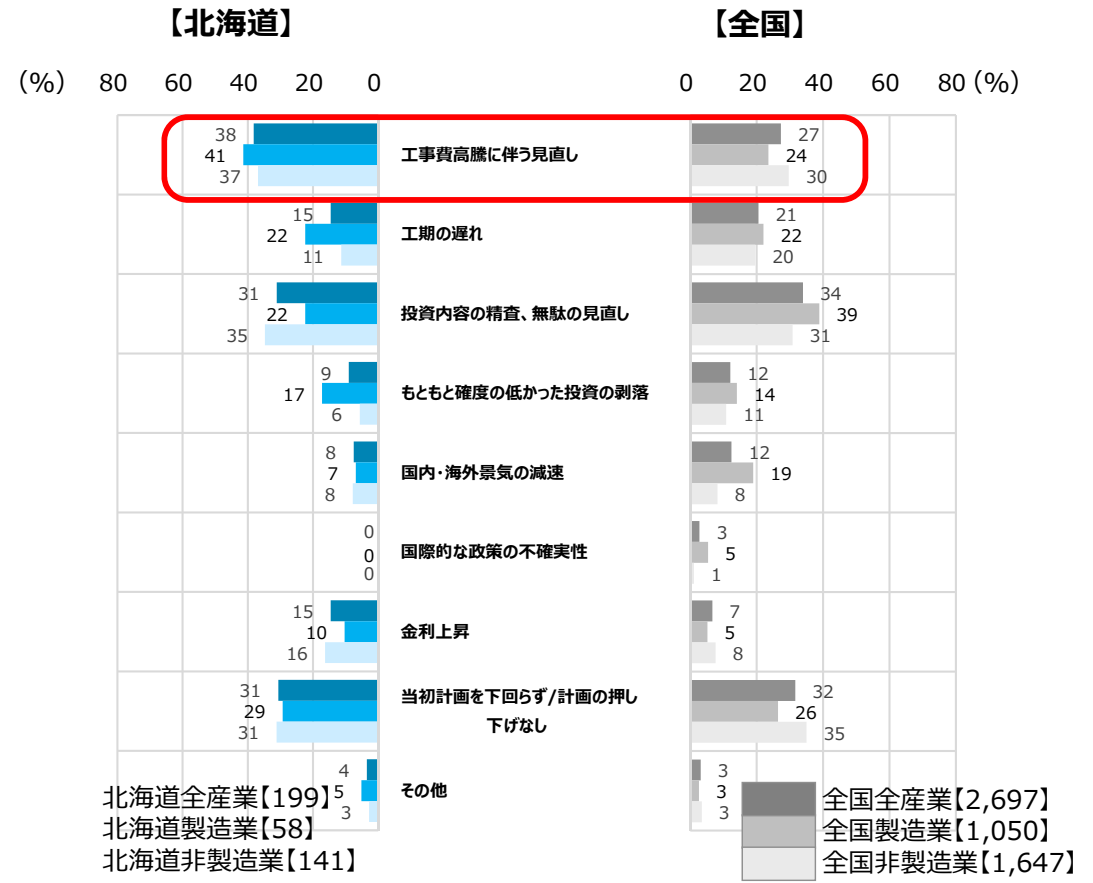 【北海道】 【全国】
(%) 80 60 40 20 0 0 20 40 60 80 (%)
38 27
41 工事費高騰に伴う見直し 24
37 30
15 21
22 工期の遅れ 22
11 20
31 34
22 投資内容の精査、無駄の見直し 39
35 31
9 12
17 もともと確度の低かった投資の剥落 14
6 11
8 12
7 国内・海外景気の減速 19
8 8
0 3
0 国際的な政策の不確実性 5
0 1
15 7
10 金利上昇 5
16 8
31 当初計画を下回らず/計画の押し 32
29 下げなし 26
31 35
4 3
5 その他 3
3 3
北海道全産業【199】 全国全産業【2,697】
北海道製造業【58】 全国製造業【1,050】
北海道非製造業【141】 全国非製造業【1,647】